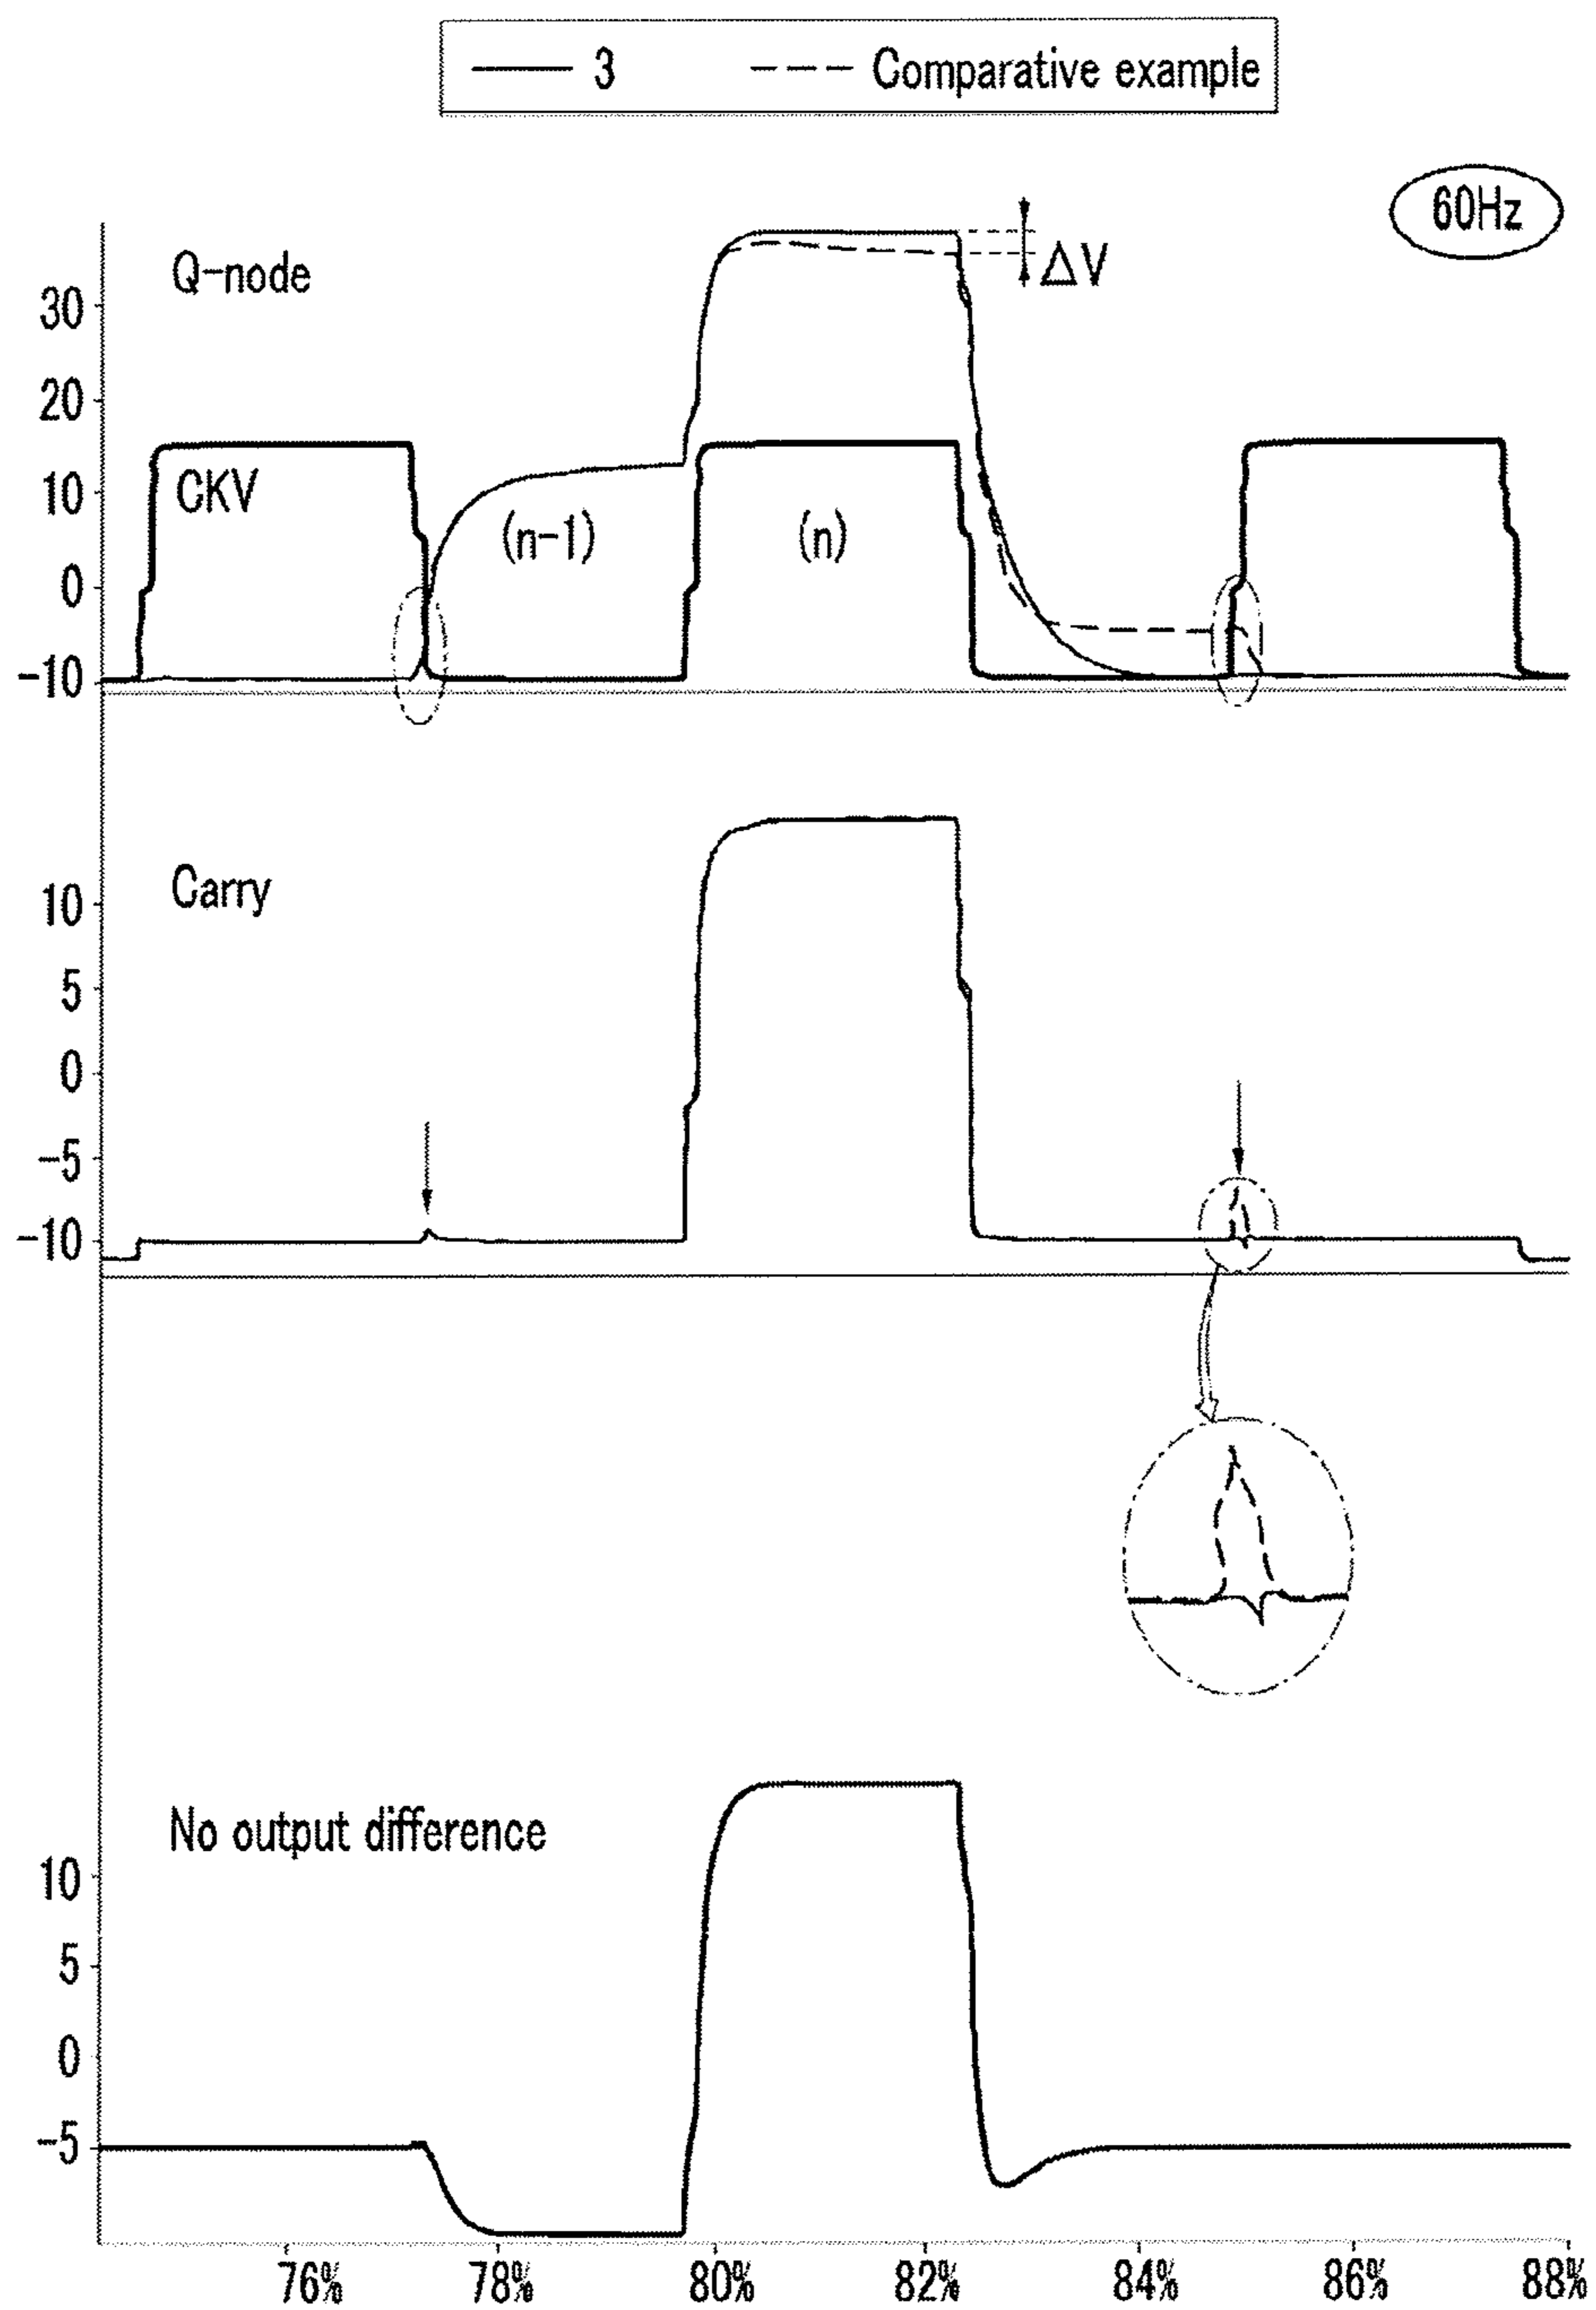 3 Comparative example
60Hz
Q-node
ΔV
30
20
10
0
-10
CKV
(n-1)
(n)
Carry
10
5
0
-5
-10
No output difference
10
5
0
-5
76% 78% 80% 82% 84% 86% 88%